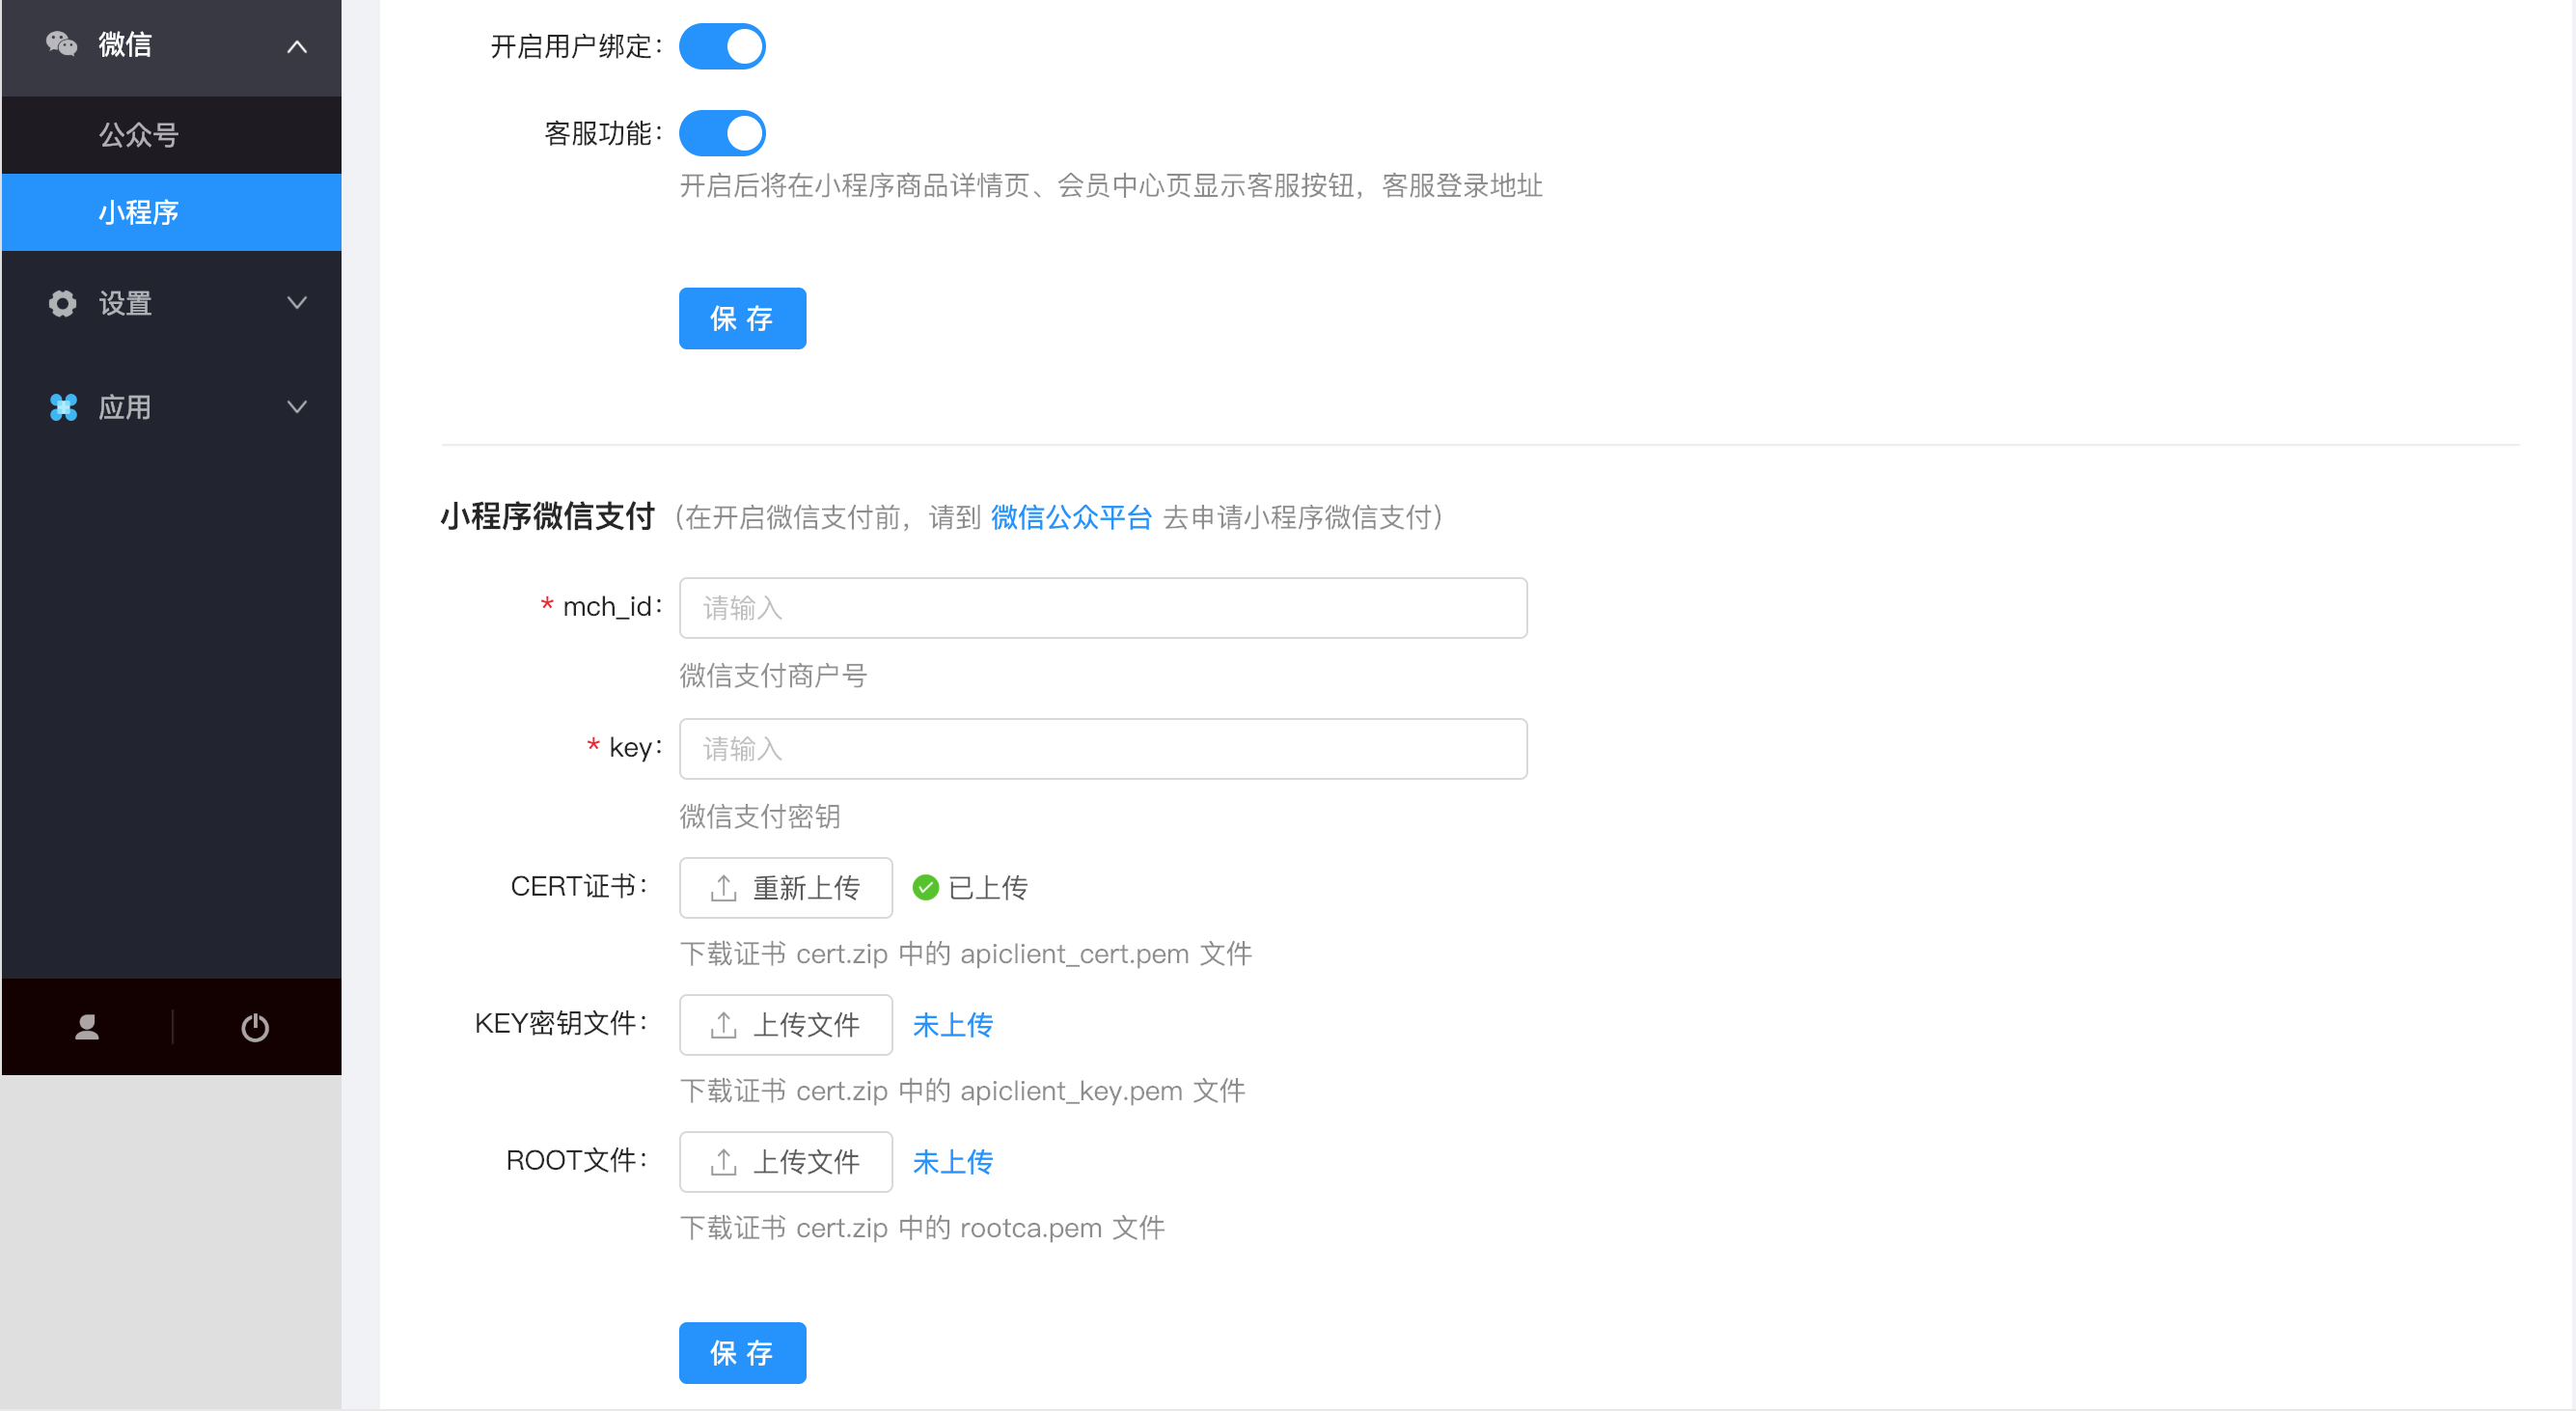 微信
公众号
小程序
设置
应用
开启用户绑定：
客服功能：
开启后将在小程序商品详情页、会员中心页显示客服按钮，客服登录地址
保 存
小程序微信支付（在开启微信支付前，请到 微信公众平台 去申请小程序微信支付）
* mch_id： 请输入
微信支付商户号
* key： 请输入
微信支付密钥
CERT证书： 重新上传 已上传
下载证书 cert.zip 中的 apiclient_cert.pem 文件
KEY密钥文件： 上传文件 未上传
下载证书 cert.zip 中的 apiclient_key.pem 文件
ROOT文件： 上传文件 未上传
下载证书 cert.zip 中的 rootca.pem 文件
保 存